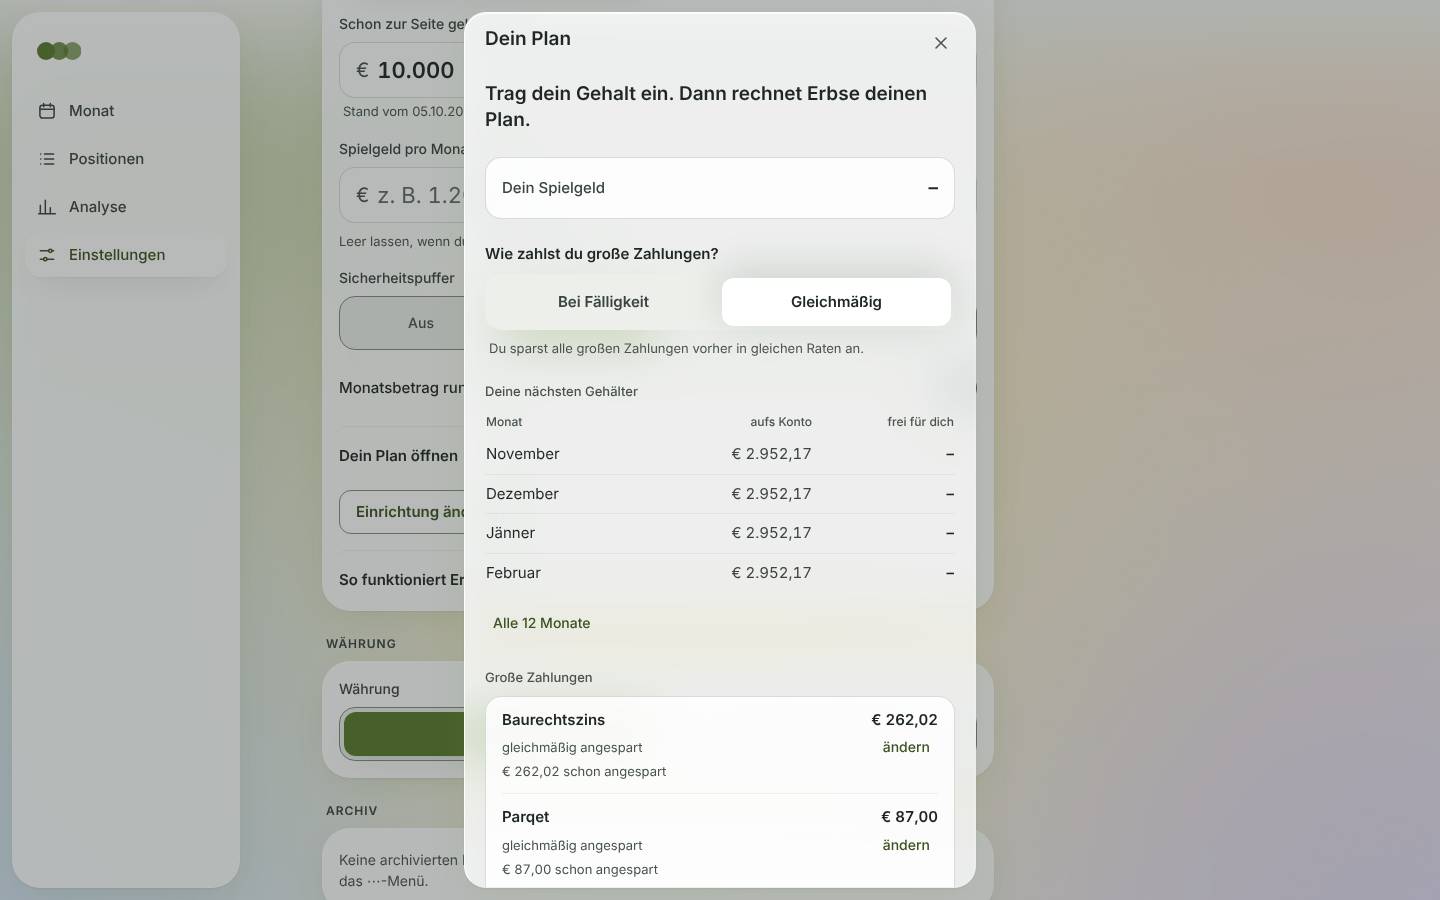 Monat
Positionen
Analyse
Einstellungen
Schon zur Seite gel
€ 10.000
Stand vom 05.10.20
Spielgeld pro Mona
€ z. B. 1.20
Leer lassen, wenn du
Sicherheitspuffer
Aus
Monatsbetrag run
Dein Plan öffnen
Einrichtung änd
So funktioniert Er
WÄHRUNG
Währung
ARCHIV
Keine archivierten
das ···-Menü.
Dein Plan
Trag dein Gehalt ein. Dann rechnet Erbse deinen
Plan.
Dein Spielgeld –
Wie zahlst du große Zahlungen?
Bei Fälligkeit Gleichmäßig
Du sparst alle großen Zahlungen vorher in gleichen Raten an.
Deine nächsten Gehälter
Monat aufs Konto frei für dich
November € 2.952,17 –
Dezember € 2.952,17 –
Jänner € 2.952,17 –
Februar € 2.952,17 –
Alle 12 Monate
Große Zahlungen
Baurechtszins € 262,02
gleichmäßig angespart ändern
€ 262,02 schon angespart
Parqet € 87,00
gleichmäßig angespart ändern
€ 87,00 schon angespart